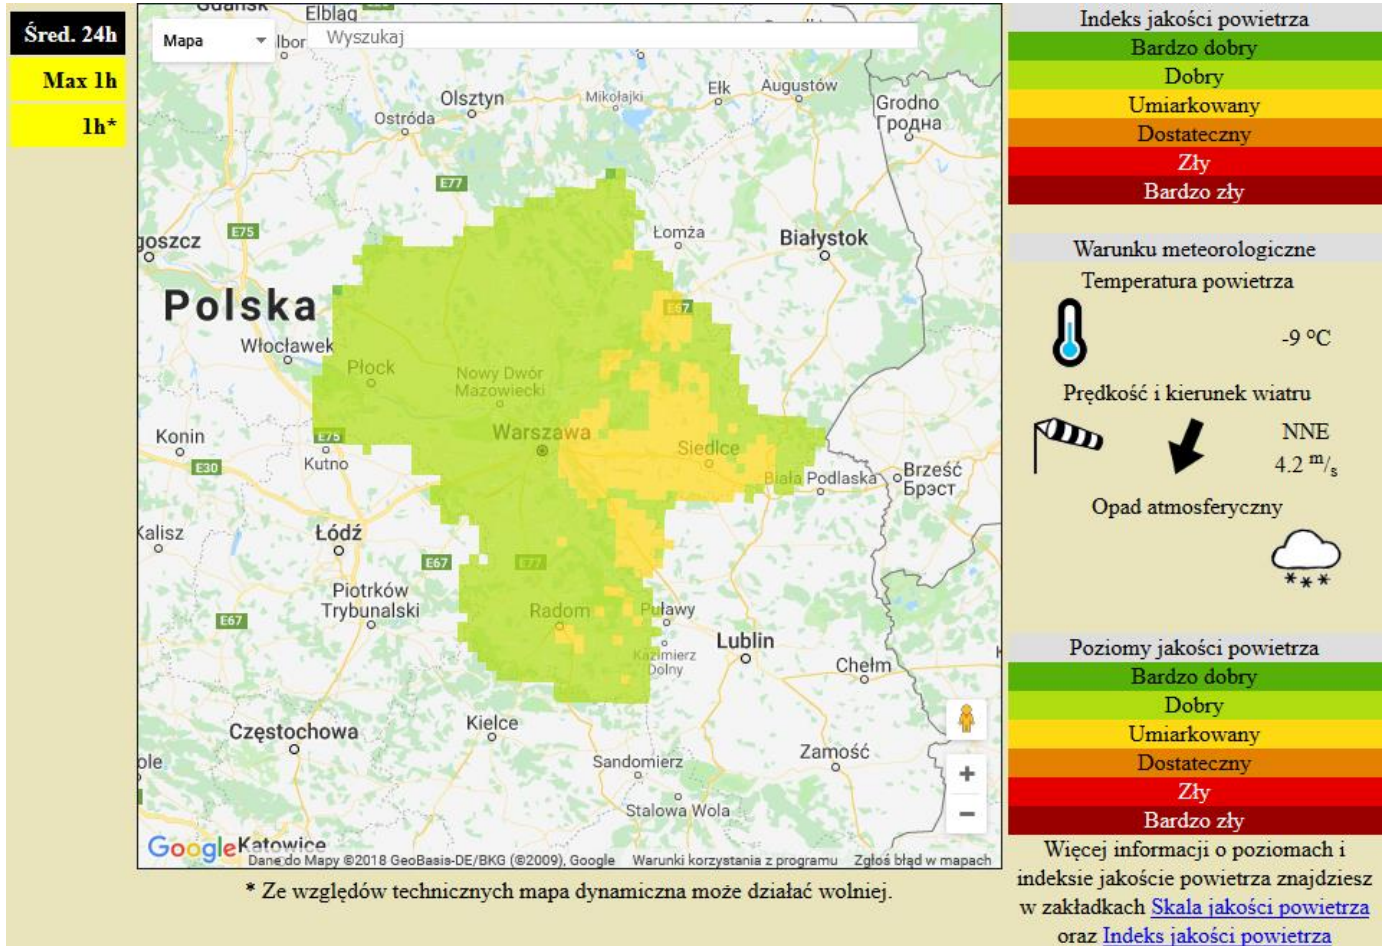 Śred. 24h
Max 1h
1h*
Gdańsk
Elbląg
Mapa
Wyszukaj
Olsztyn
Mikołajki
Ełk
Augustów
Ostróda
Grodno
Гродна
E77
E75
Łomża
Białystok
Polska
E67
Włocławek
Płock
Nowy Dwór
Mazowiecki
Konin
E75
Warszawa
Siedlce
Kutno
E30
Biała Podlaska
Brześć
Брэст
Kalisz
Łódź
E67
E77
Piotrków
Trybunalski
Radom
Puławy
E67
Lublin
Kazimierz
Dolny
Chełm
Kielce
Częstochowa
Zamość
Sandomierz
Stalowa Wola
+
−
Google
Katowice
Dane do Mapy ©2018 GeoBasis-DE/BKG (©2009), Google
Warunki korzystania z programu
Zgłoś błąd w mapach
* Ze względów technicznych mapa dynamiczna może działać wolniej.
Indeks jakości powietrza
Bardzo dobry
Dobry
Umiarkowany
Dostateczny
Zły
Bardzo zły
Warunku meteorologiczne
Temperatura powietrza
-9 °C
Prędkość i kierunek wiatru
NNE
4.2 m/s
Opad atmosferyczny
Poziomy jakości powietrza
Bardzo dobry
Dobry
Umiarkowany
Dostateczny
Zły
Bardzo zły
Więcej informacji o poziomach i
indeksie jakoście powietrza znajdziesz
w zakładkach Skala jakości powietrza
oraz Indeks jakości powietrza